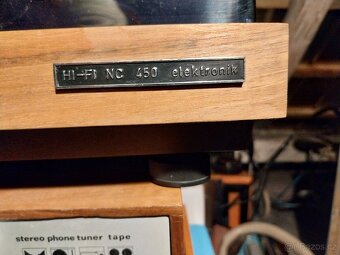 HI-FI NC 450 elektronik
stereo phone tuner tape